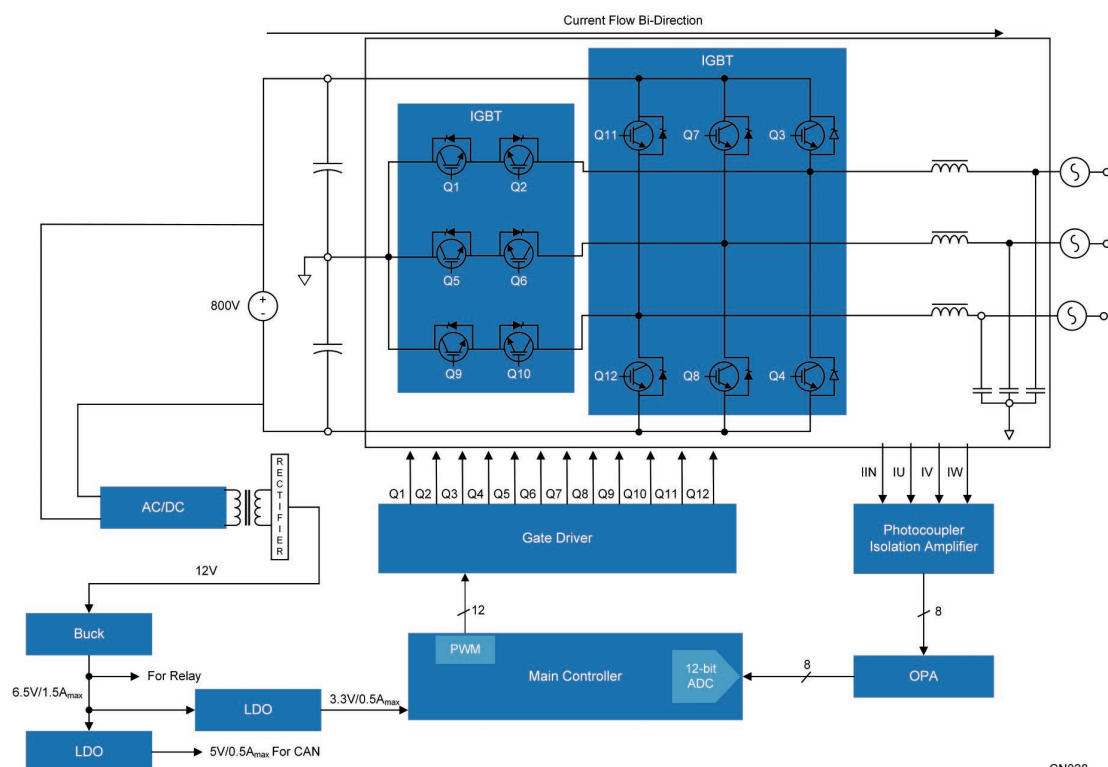 Current Flow Bi-Direction
IGBT
IGBT
Q11
Q7
Q3
Q1
Q2
Q5
Q6
800V
+
-
Q9
Q10
Q12
Q8
Q4
RECTIFIER
AC/DC
12V
Q1
Q2
Q3
Q4
Q5
Q6
Q7
Q8
Q9
Q10
Q11
Q12
IIN
IU
IV
IW
Gate Driver
Photocoupler
Isolation Amplifier
12
8
Buck
PWM
Main Controller
12-bit
ADC
8
OPA
For Relay
6.5V/1.5Amax
LDO
3.3V/0.5Amax
LDO
5V/0.5Amax For CAN